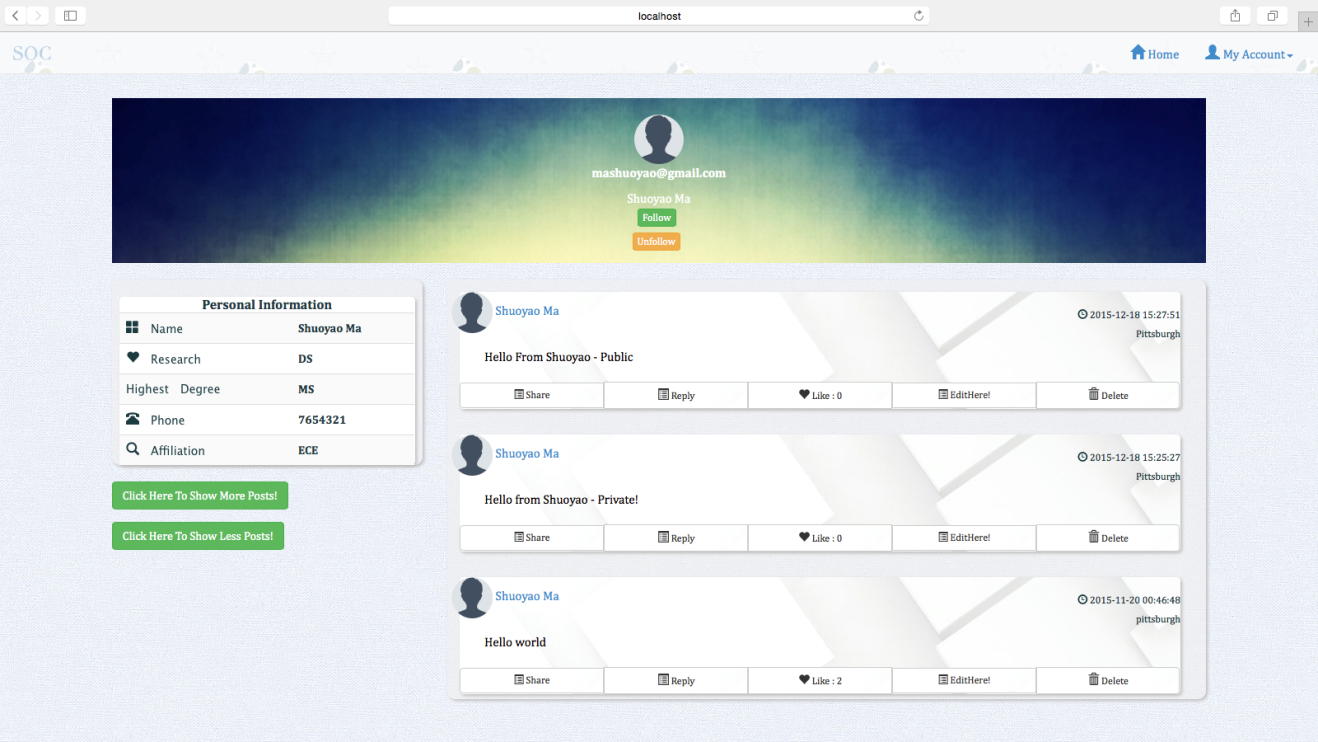 localhost
SOC
Home
My Account
mashuoyao@gmail.com
Shuoyao Ma
Follow
Unfollow
Personal Information
Name Shuoyao Ma
Research DS
Highest Degree MS
Phone 7654321
Affiliation ECE
Click Here To Show More Posts!
Click Here To Show Less Posts!
Shuoyao Ma
2015-12-18 15:27:51
Pittsburgh
Hello From Shuoyao - Public
Share Reply Like : 0 EditHere! Delete
Shuoyao Ma
2015-12-18 15:25:27
Pittsburgh
Hello from Shuoyao - Private!
Share Reply Like : 0 EditHere! Delete
Shuoyao Ma
2015-11-20 00:46:48
pittsburgh
Hello world
Share Reply Like : 2 EditHere! Delete